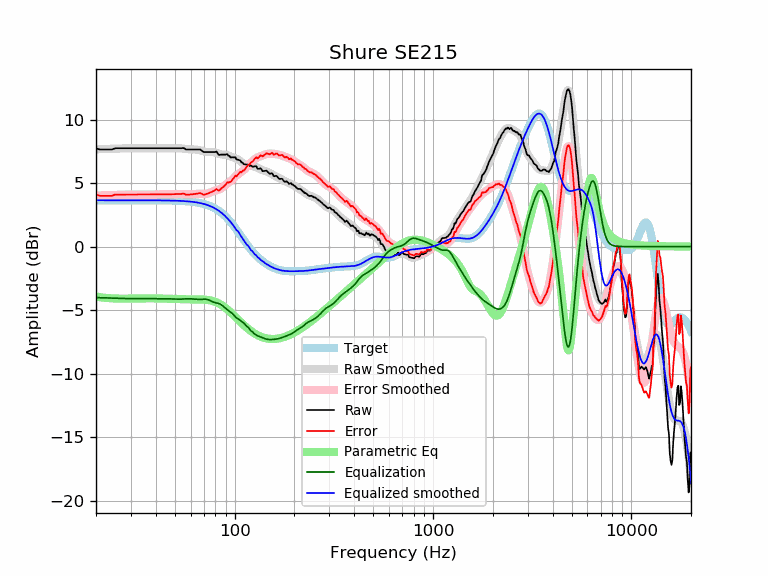 Shure SE215
Amplitude (dBr)
10
5
0
−5
−10
−15
−20
Target
Raw Smoothed
Error Smoothed
Raw
Error
Parametric Eq
Equalization
Equalized smoothed
100 1000 10000
Frequency (Hz)